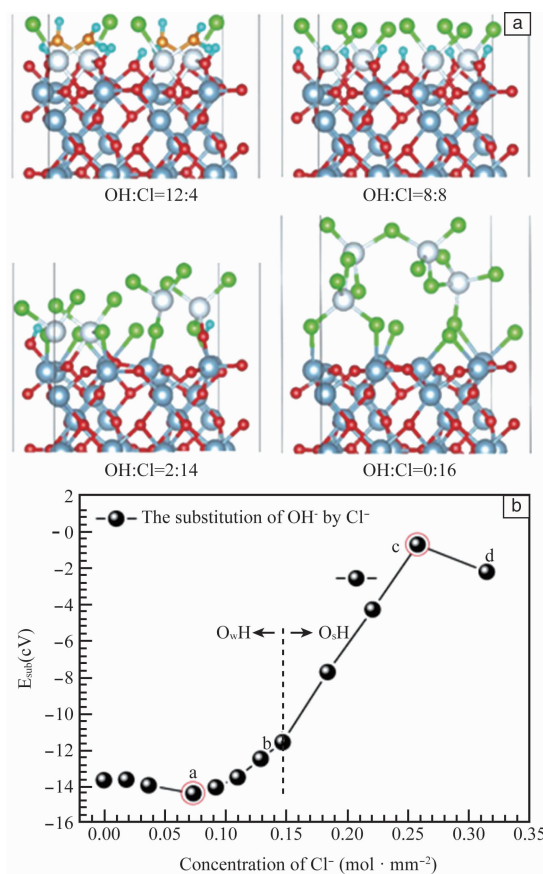 a
OH:Cl=12:4
OH:Cl=8:8
OH:Cl=2:14
OH:Cl=0:16
b
The substitution of OH⁻ by Cl⁻
2
0
−2
−4
−6
−8
−10
−12
−14
−16
Esub(cV)
OwH
OsH
a
b
c
d
0.00 0.05 0.10 0.15 0.20 0.25 0.30 0.35
Concentration of Cl⁻ (mol · mm⁻²)